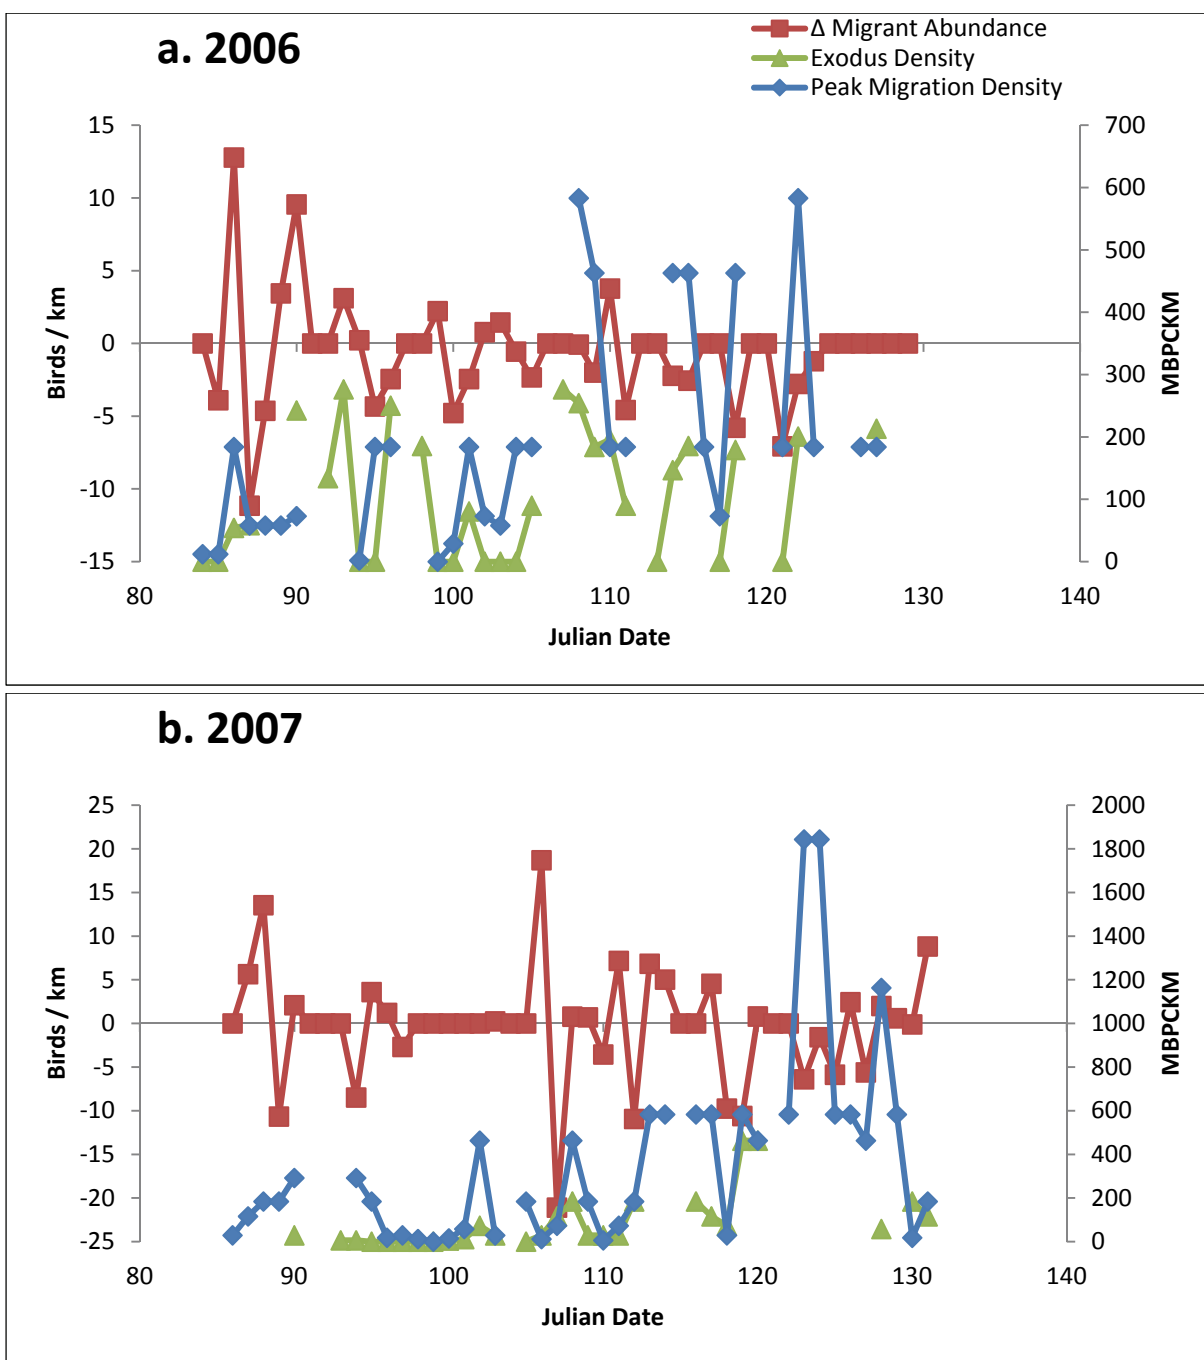 a. 2006
Δ Migrant Abundance
Exodus Density
Peak Migration Density
15
10
5
0
-5
-10
-15
Birds / km
700
600
500
400
300
200
100
0
MBPCKM
80 90 100 110 120 130 140
Julian Date
b. 2007
25
20
15
10
5
0
-5
-10
-15
-20
-25
Birds / km
2000
1800
1600
1400
1200
1000
800
600
400
200
0
MBPCKM
80 90 100 110 120 130 140
Julian Date